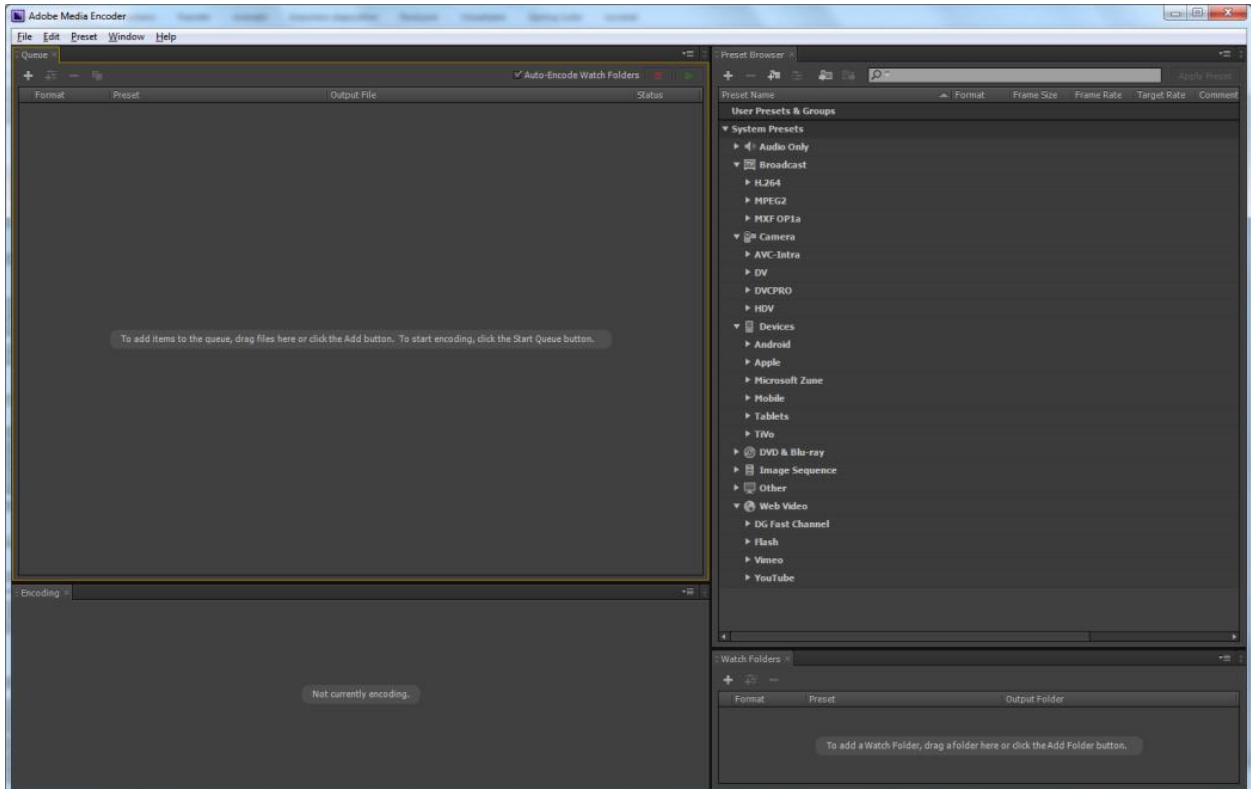 Adobe Media Encoder
File Edit Preset Window Help
Queue
Auto-Encode Watch Folders
Format Preset Output File Status
To add items to the queue, drag files here or click the Add button. To start encoding, click the Start Queue button.
Encoding
Not currently encoding.
Preset Browser
Apply Preset
Preset Name Format Frame Size Frame Rate Target Rate Comment
User Presets & Groups
System Presets
Audio Only
Broadcast
H.264
MPEG2
MXF OP1a
Camera
AVC-Intra
DV
DVCPRO
HDV
Devices
Android
Apple
Microsoft Zune
Mobile
Tablets
TiVo
DVD & Blu-ray
Image Sequence
Other
Web Video
DG Fast Channel
Flash
Vimeo
YouTube
Watch Folders
Format Preset Output Folder
To add a Watch Folder, drag a folder here or click the Add Folder button.